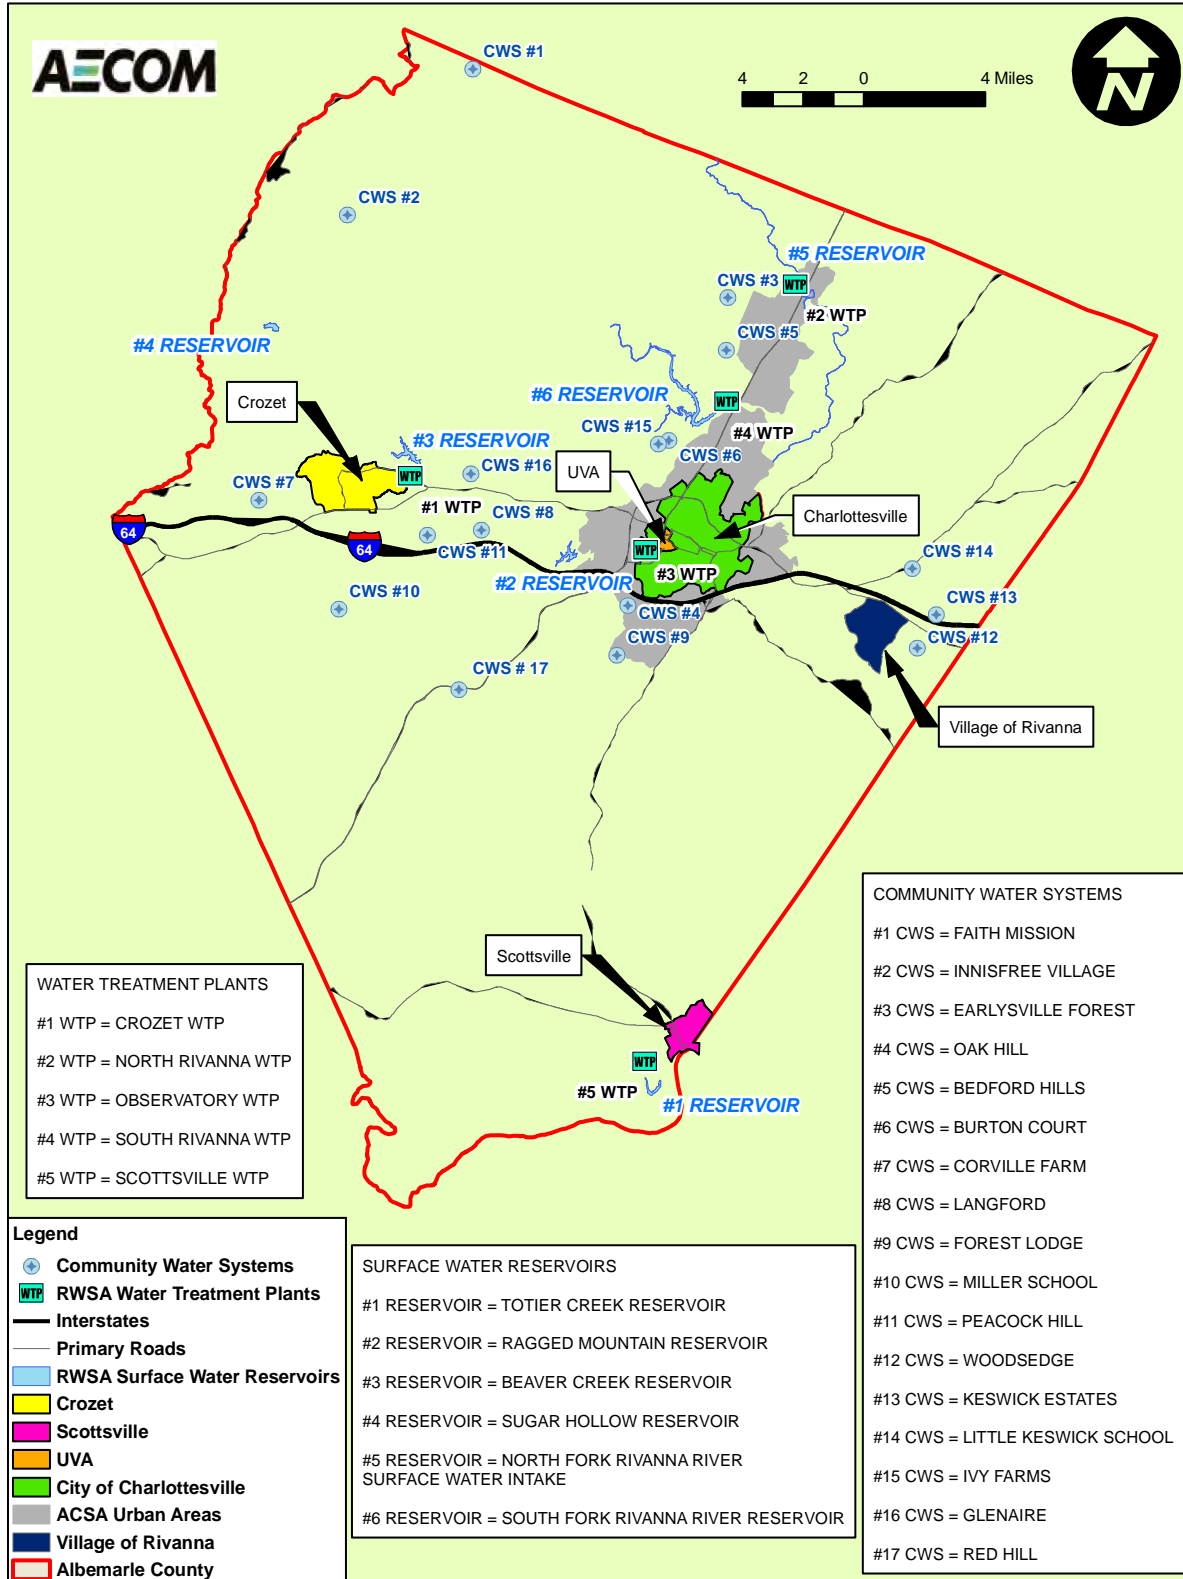 AECOM
CWS #1
4 2 0 4 Miles
N
CWS #2
#5 RESERVOIR
CWS #3
WTP
#2 WTP
CWS #5
#4 RESERVOIR
#6 RESERVOIR
Crozet
WTP
#4 WTP
CWS #15
CWS #6
#3 RESERVOIR
UVA
CWS #16
WTP
CWS #7
#1 WTP
CWS #8
Charlottesville
64
64
CWS #11
WTP
CWS #14
#2 RESERVOIR
#3 WTP
CWS #10
CWS #4
CWS #13
CWS #9
CWS #12
CWS # 17
Village of Rivanna
Scottsville
WTP
#5 WTP
#1 RESERVOIR
WATER TREATMENT PLANTS
#1 WTP = CROZET WTP
#2 WTP = NORTH RIVANNA WTP
#3 WTP = OBSERVATORY WTP
#4 WTP = SOUTH RIVANNA WTP
#5 WTP = SCOTTSVILLE WTP
Legend
Community Water Systems
WTP RWSA Water Treatment Plants
Interstates
Primary Roads
RWSA Surface Water Reservoirs
Crozet
Scottsville
UVA
City of Charlottesville
ACSA Urban Areas
Village of Rivanna
Albemarle County
SURFACE WATER RESERVOIRS
#1 RESERVOIR = TOTIER CREEK RESERVOIR
#2 RESERVOIR = RAGGED MOUNTAIN RESERVOIR
#3 RESERVOIR = BEAVER CREEK RESERVOIR
#4 RESERVOIR = SUGAR HOLLOW RESERVOIR
#5 RESERVOIR = NORTH FORK RIVANNA RIVER
SURFACE WATER INTAKE
#6 RESERVOIR = SOUTH FORK RIVANNA RIVER RESERVOIR
COMMUNITY WATER SYSTEMS
#1 CWS = FAITH MISSION
#2 CWS = INNISFREE VILLAGE
#3 CWS = EARLYSVILLE FOREST
#4 CWS = OAK HILL
#5 CWS = BEDFORD HILLS
#6 CWS = BURTON COURT
#7 CWS = CORVILLE FARM
#8 CWS = LANGFORD
#9 CWS = FOREST LODGE
#10 CWS = MILLER SCHOOL
#11 CWS = PEACOCK HILL
#12 CWS = WOODSEDGE
#13 CWS = KESWICK ESTATES
#14 CWS = LITTLE KESWICK SCHOOL
#15 CWS = IVY FARMS
#16 CWS = GLENAIRE
#17 CWS = RED HILL